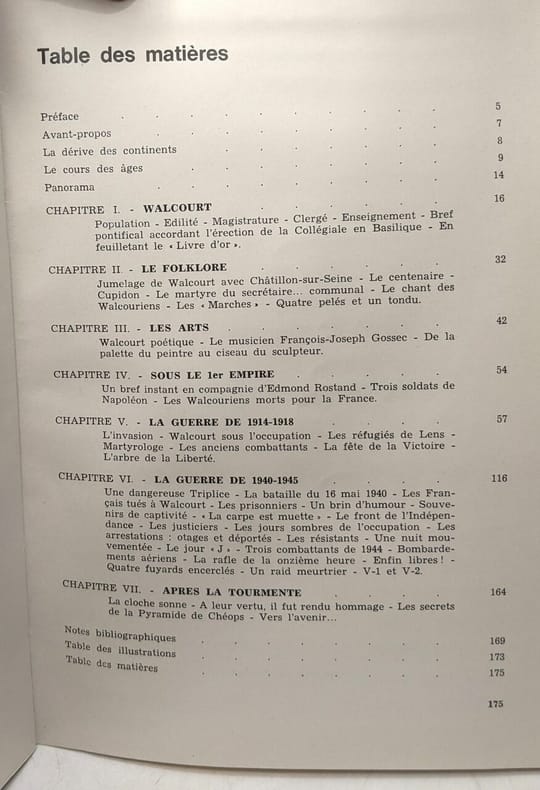 Table des matières
Préface . . . . . . 5
Avant-propos . . . . . 7
La dérive des continents . . . . 8
Le cours des âges . . . . . 9
Panorama . . . . . . 14
CHAPITRE I. - WALCOURT . . . . 16
Population - Edilité - Magistrature - Clergé - Enseignement - Bref
pontifical accordant l'érection de la Collégiale en Basilique - En
feuilletant le « Livre d'or ».
CHAPITRE II. - LE FOLKLORE . . . . 32
Jumelage de Walcourt avec Châtillon-sur-Seine - Le centenaire -
Cupidon - Le martyre du secrétaire... communal - Le chant des
Walcouriens - Les « Marches » - Quatre pelés et un tondu.
CHAPITRE III. - LES ARTS . . . . . 42
Walcourt poétique - Le musicien François-Joseph Gossec - De la
palette du peintre au ciseau du sculpteur.
CHAPITRE IV. - SOUS LE 1er EMPIRE . . . 54
Un bref instant en compagnie d'Edmond Rostand - Trois soldats de
Napoléon - Les Walcouriens morts pour la France.
CHAPITRE V. - LA GUERRE DE 1914-1918 . . . 57
L'invasion - Walcourt sous l'occupation - Les réfugiés de Lens -
Martyrologe - Les anciens combattants - La fête de la Victoire -
L'arbre de la Liberté.
CHAPITRE VI. - LA GUERRE DE 1940-1945 . . . 116
Une dangereuse Triplice - La bataille du 16 mai 1940 - Les Fran-
çais tués à Walcourt - Les prisonniers - Un brin d'humour - Souve-
nirs de captivité - « La carpe est muette » - Le front de l'Indépen-
dance - Les justiciers - Les jours sombres de l'occupation - Les
arrestations : otages et déportés - Les résistants - Une nuit mou-
vementée - Le jour « J » - Trois combattants de 1944 - Bombarde-
ments aériens - La rafle de la onzième heure - Enfin libres ! -
Quatre fuyards encerclés - Un raid meurtrier - V-1 et V-2.
CHAPITRE VII. - APRES LA TOURMENTE . . . . 164
La cloche sonne - A leur vertu, il fut rendu hommage - Les secrets
de la Pyramide de Chéops - Vers l'avenir...
Notes bibliographiques . . . . . 169
Table des illustrations . . . . . 173
Table des matières . . . . . 175
175